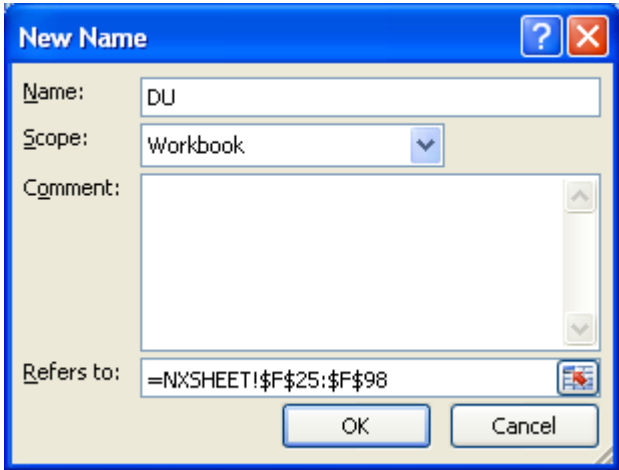 New Name
?
Name: DU
Scope: Workbook
Comment:
Refers to: =NXSHEET!$F$25:$F$98
OK Cancel